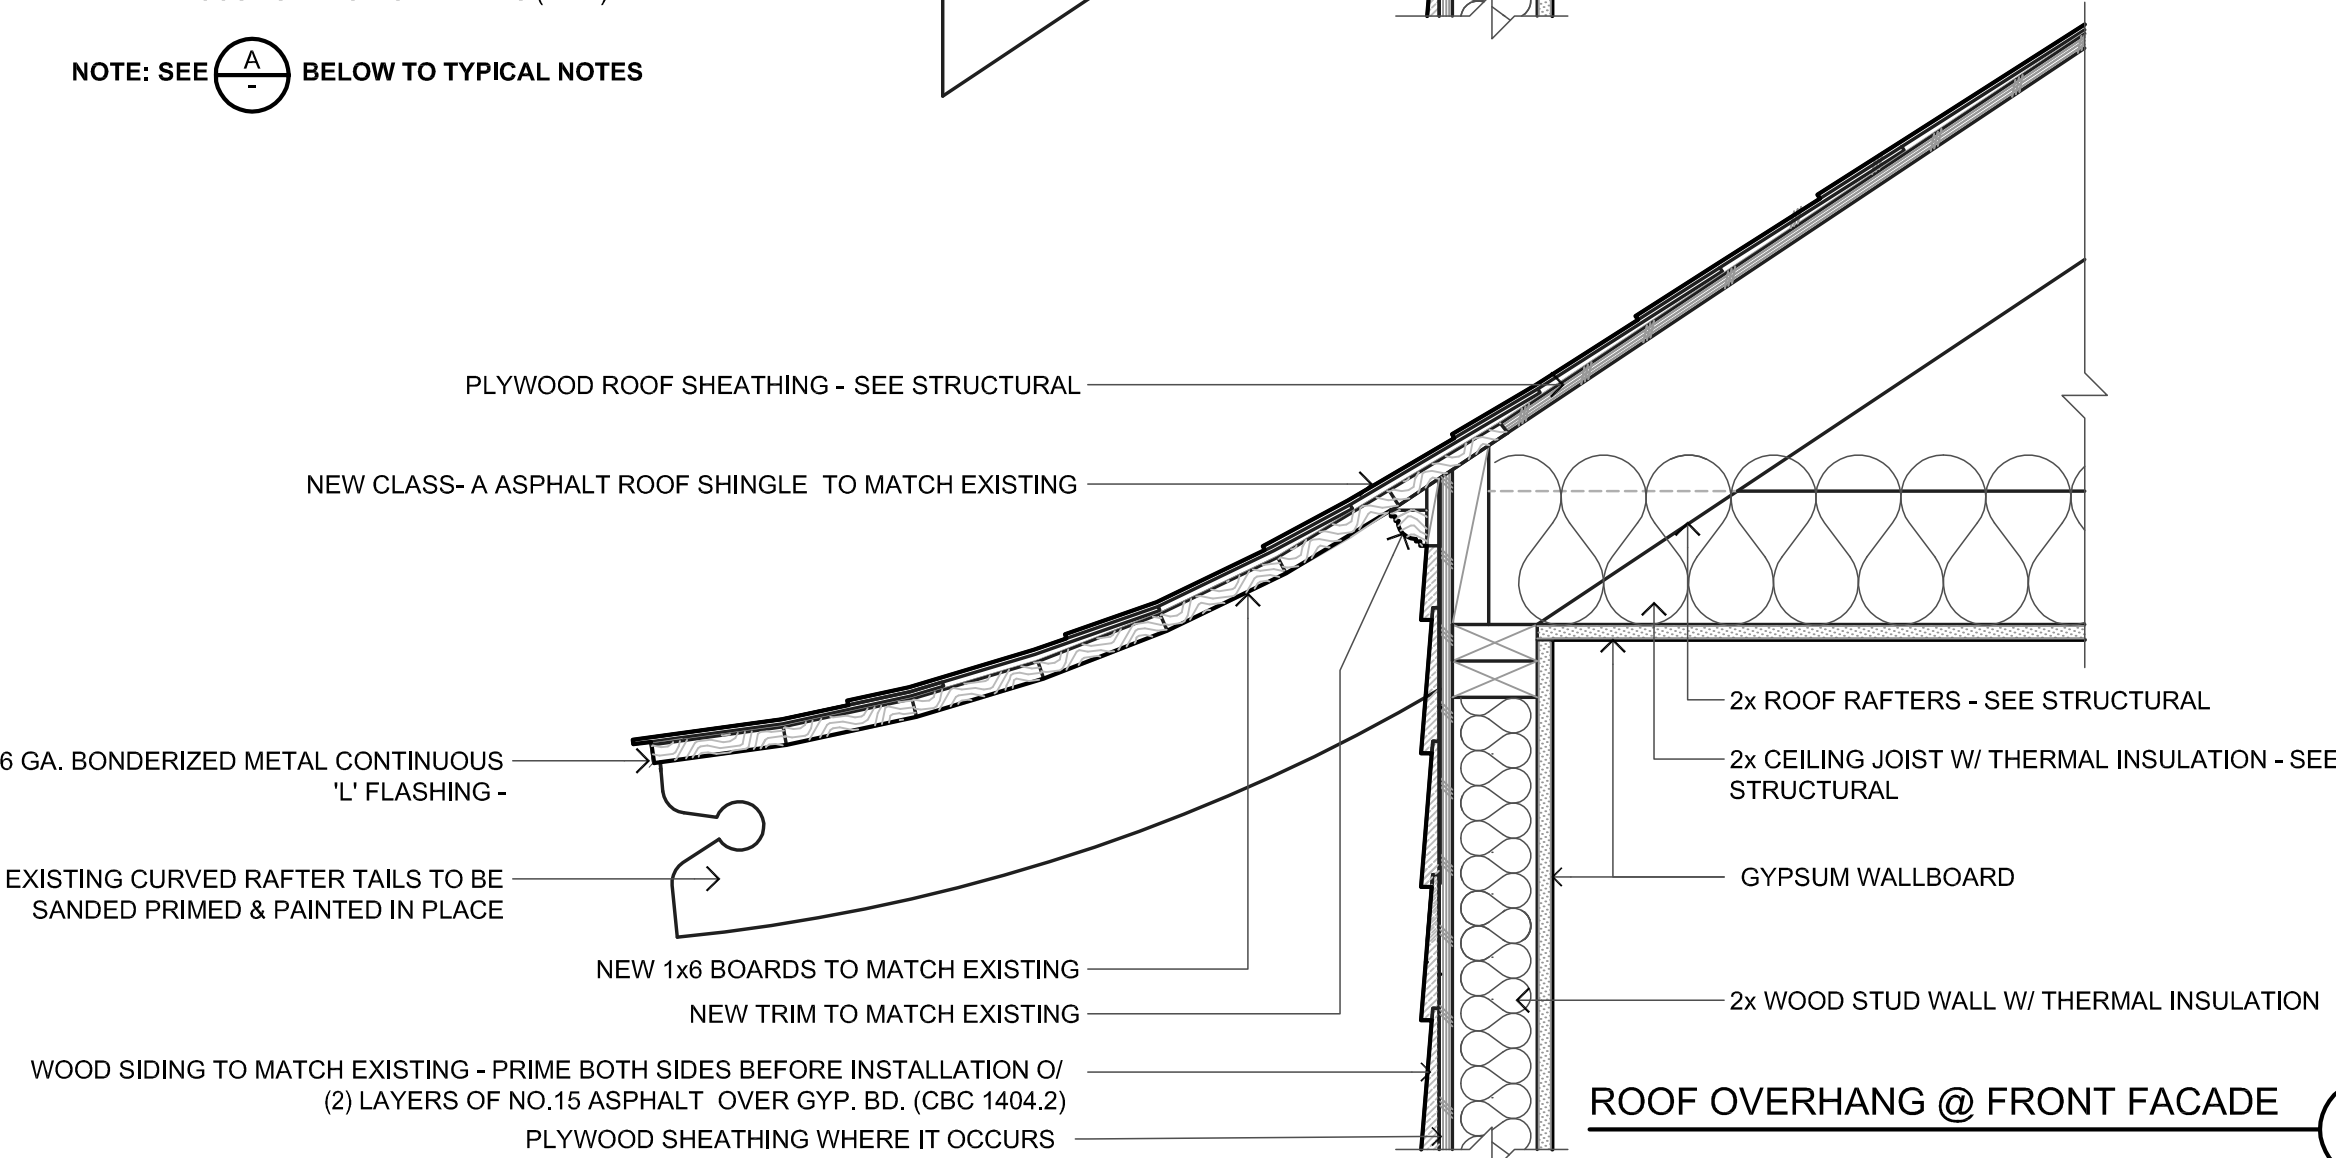 NOTE: SEE A - BELOW TO TYPICAL NOTES
PLYWOOD ROOF SHEATHING - SEE STRUCTURAL
NEW CLASS- A ASPHALT ROOF SHINGLE TO MATCH EXISTING
6 GA. BONDERIZED METAL CONTINUOUS
'L' FLASHING -
EXISTING CURVED RAFTER TAILS TO BE
SANDED PRIMED & PAINTED IN PLACE
NEW 1x6 BOARDS TO MATCH EXISTING
NEW TRIM TO MATCH EXISTING
WOOD SIDING TO MATCH EXISTING - PRIME BOTH SIDES BEFORE INSTALLATION O/
(2) LAYERS OF NO.15 ASPHALT OVER GYP. BD. (CBC 1404.2)
PLYWOOD SHEATHING WHERE IT OCCURS
2x ROOF RAFTERS - SEE STRUCTURAL
2x CEILING JOIST W/ THERMAL INSULATION - SEE
STRUCTURAL
GYPSUM WALLBOARD
2x WOOD STUD WALL W/ THERMAL INSULATION
ROOF OVERHANG @ FRONT FACADE